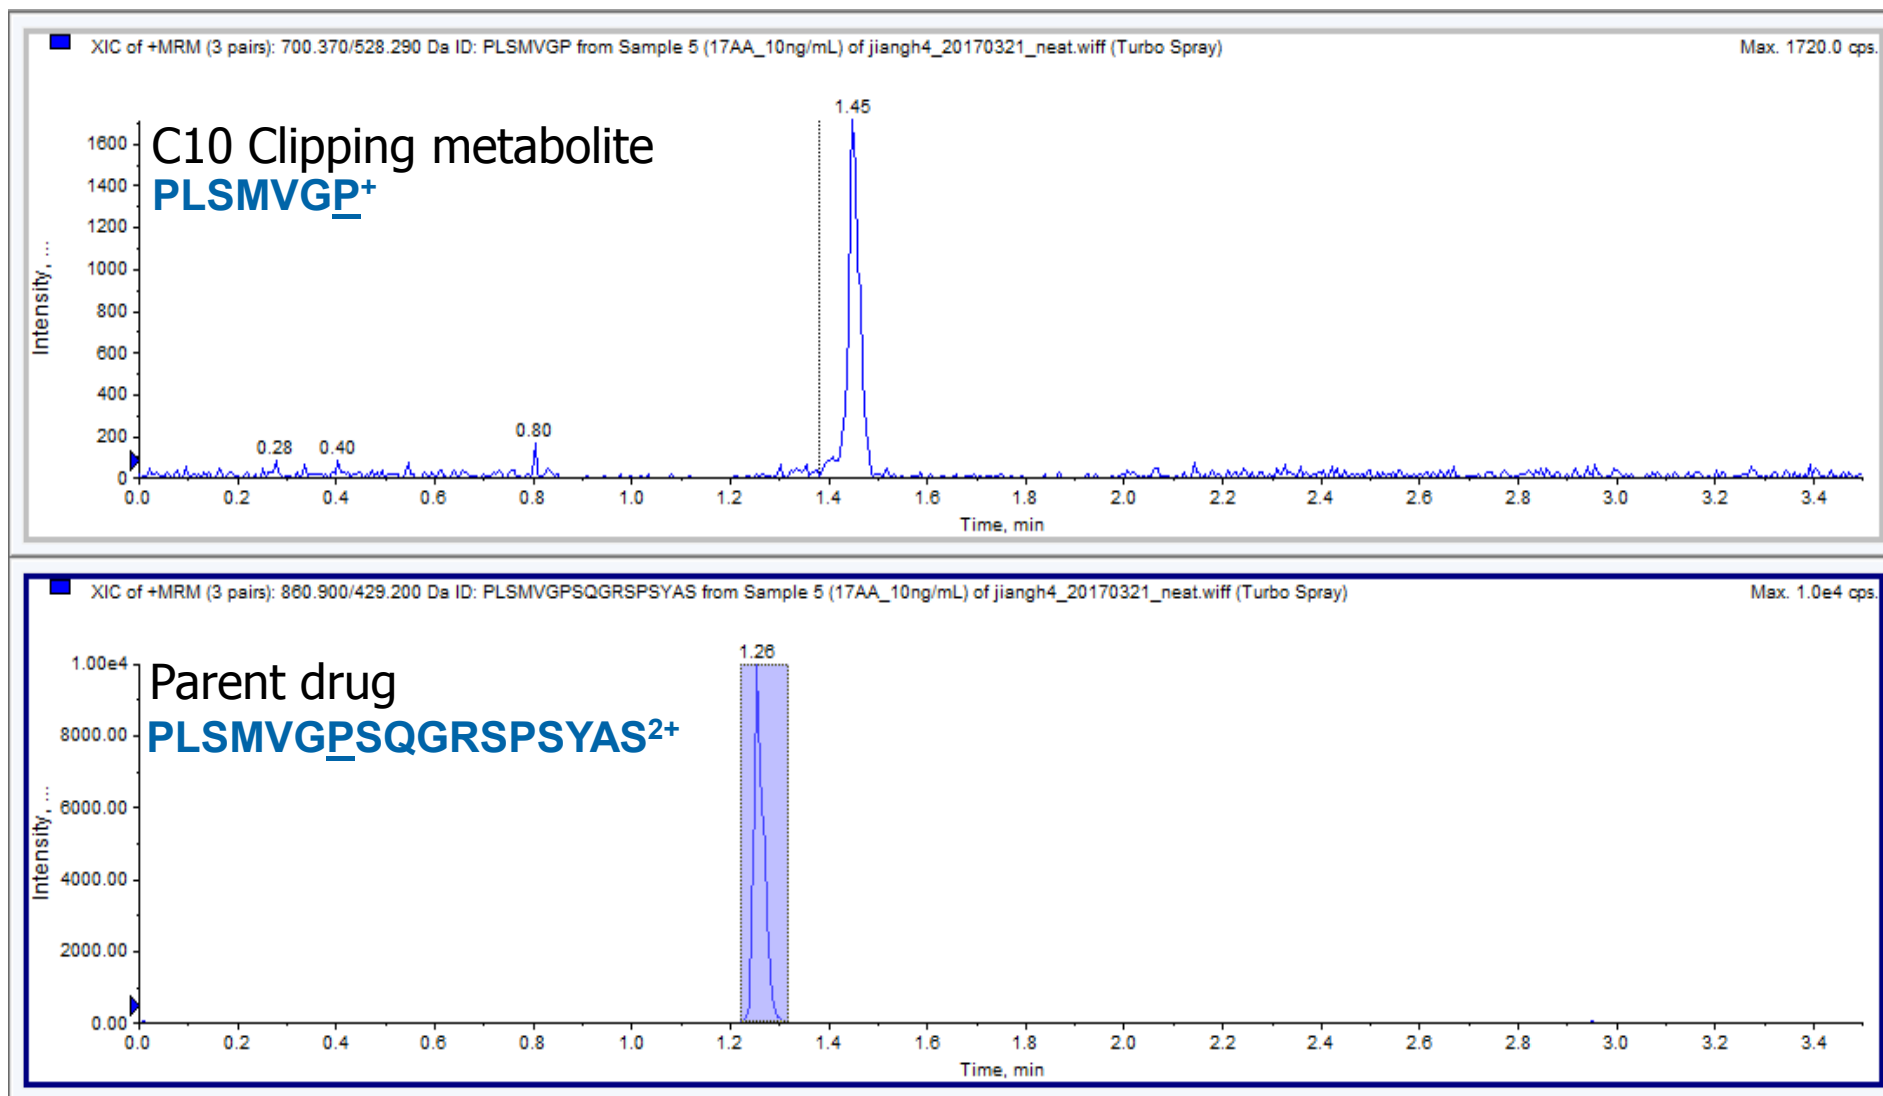 XIC of +MRM (3 pairs): 700.370/528.290 Da ID: PLSMVGP from Sample 5 (17AA_10ng/mL) of jiangh4_20170321_neat.wiff (Turbo Spray) Max. 1720.0 cps.
C10 Clipping metabolite
PLSMVGP+
Intensity, ...
1600
1400
1200
1000
800
600
400
200
0
0.28
0.40
0.80
1.45
0.0 0.2 0.4 0.6 0.8 1.0 1.2 1.4 1.6 1.8 2.0 2.2 2.4 2.6 2.8 3.0 3.2 3.4
Time, min
XIC of +MRM (3 pairs): 860.900/429.200 Da ID: PLSMVGPSQGRSPSYAS from Sample 5 (17AA_10ng/mL) of jiangh4_20170321_neat.wiff (Turbo Spray) Max. 1.0e4 cps.
Parent drug
PLSMVGPSQGRSPSYAS2+
Intensity, ...
1.00e4
8000.00
6000.00
4000.00
2000.00
0.00
1.26
0.0 0.2 0.4 0.6 0.8 1.0 1.2 1.4 1.6 1.8 2.0 2.2 2.4 2.6 2.8 3.0 3.2 3.4
Time, min